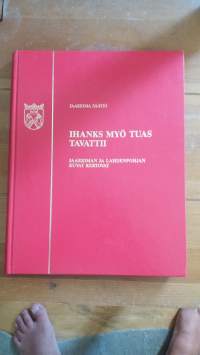 IHANKS MYÖ TUAS
TAVATTII
JAAKKIMAN JA LAHDENPOHJAN
KUVAT KERTOVAT